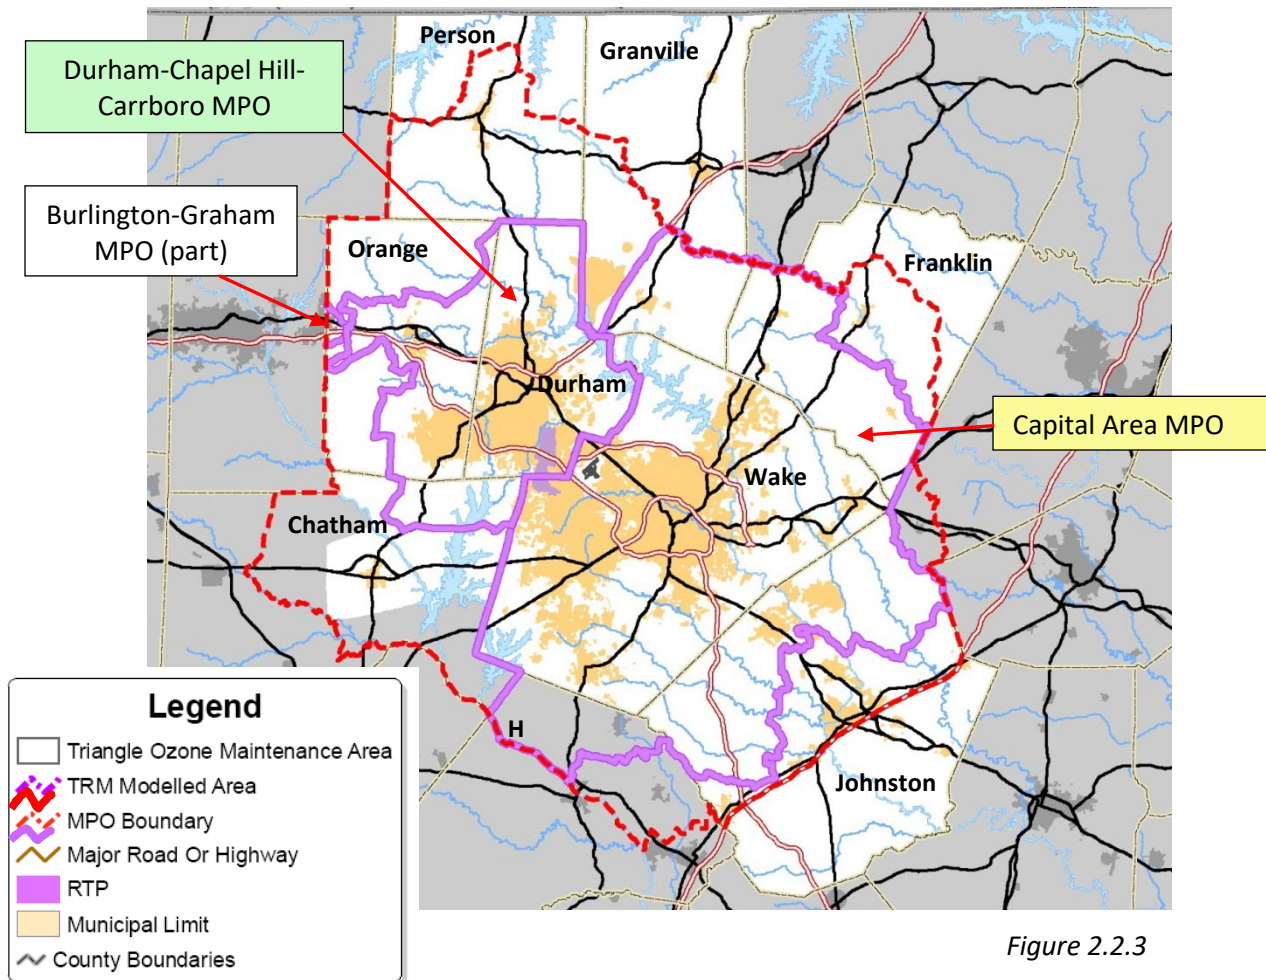 Person
Granville
Durham-Chapel Hill-
Carrboro MPO
Burlington-Graham
MPO (part)
Orange
Franklin
Durham
Capital Area MPO
Wake
Chatham
H
Johnston
Legend
Triangle Ozone Maintenance Area
TRM Modelled Area
MPO Boundary
Major Road Or Highway
RTP
Municipal Limit
County Boundaries
Figure 2.2.3